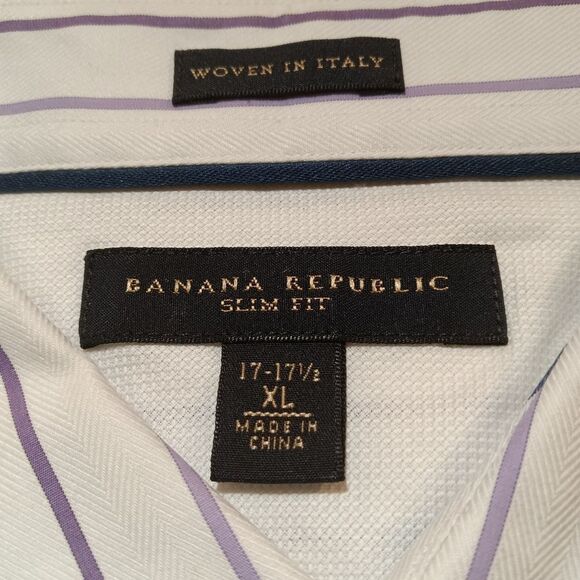 WOVEN IN ITALY
BANANA REPUBLIC
SLIM FIT
17-17½
XL
MADE IN
CHINA